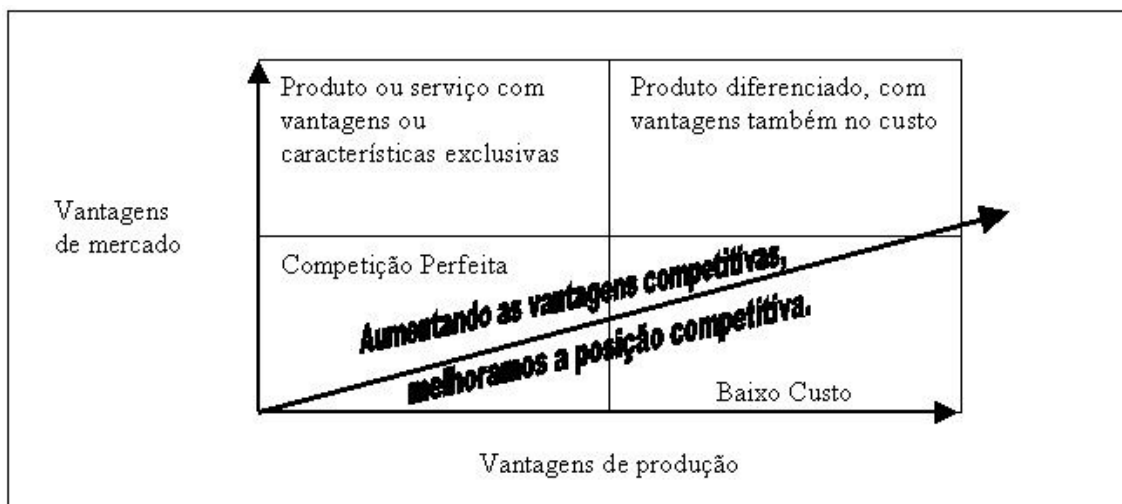 Produto ou serviço com
vantagens ou
características exclusivas
Produto diferenciado, com
vantagens também no custo
Vantagens
de mercado
Competição Perfeita
Aumentando as vantagens competitivas,
melhoramos a posição competitiva.
Baixo Custo
Vantagens de produção